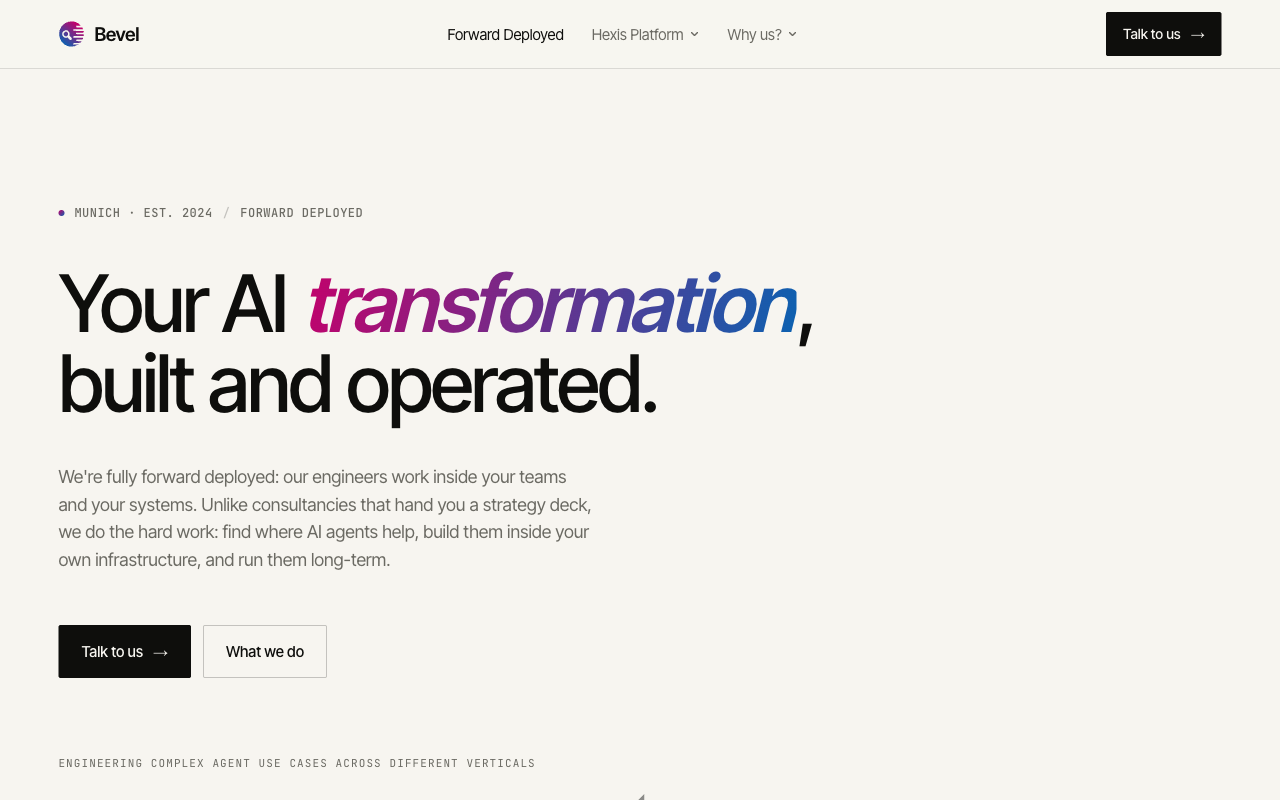 Bevel
Forward Deployed
Hexis Platform
Why us?
Talk to us →
MUNICH · EST. 2024 / FORWARD DEPLOYED
Your AI transformation,
built and operated.
We're fully forward deployed: our engineers work inside your teams
and your systems. Unlike consultancies that hand you a strategy deck,
we do the hard work: find where AI agents help, build them inside your
own infrastructure, and run them long-term.
Talk to us →
What we do
ENGINEERING COMPLEX AGENT USE CASES ACROSS DIFFERENT VERTICALS